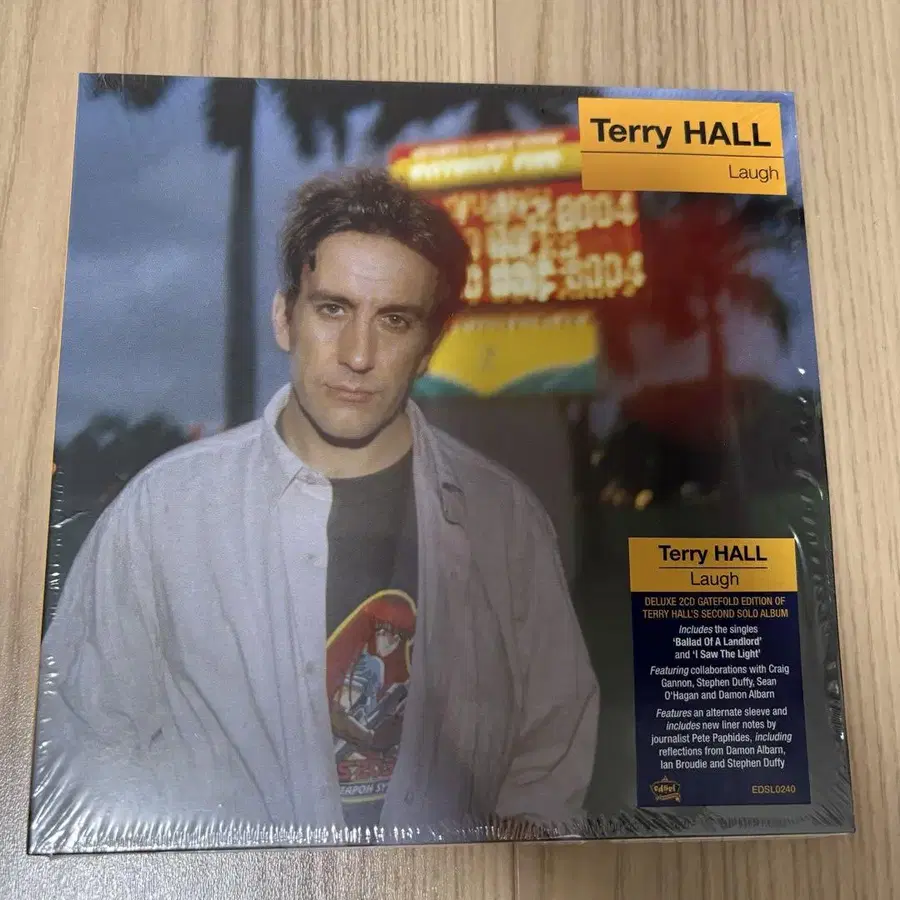 Terry HALL
Laugh
8004
8004
Terry HALL
Laugh
DELUXE 2CD GATEFOLD EDITION OF
TERRY HALL'S SECOND SOLO ALBUM
Includes the singles
'Ballad Of A Landlord'
and 'I Saw The Light'
Featuring collaborations with Craig
Gannon, Stephen Duffy, Sean
O'Hagan and Damon Albarn
Features an alternate sleeve and
includes new liner notes by
journalist Pete Paphides, including
reflections from Damon Albarn,
Ian Broudie and Stephen Duffy
Edsel
EDSL0240